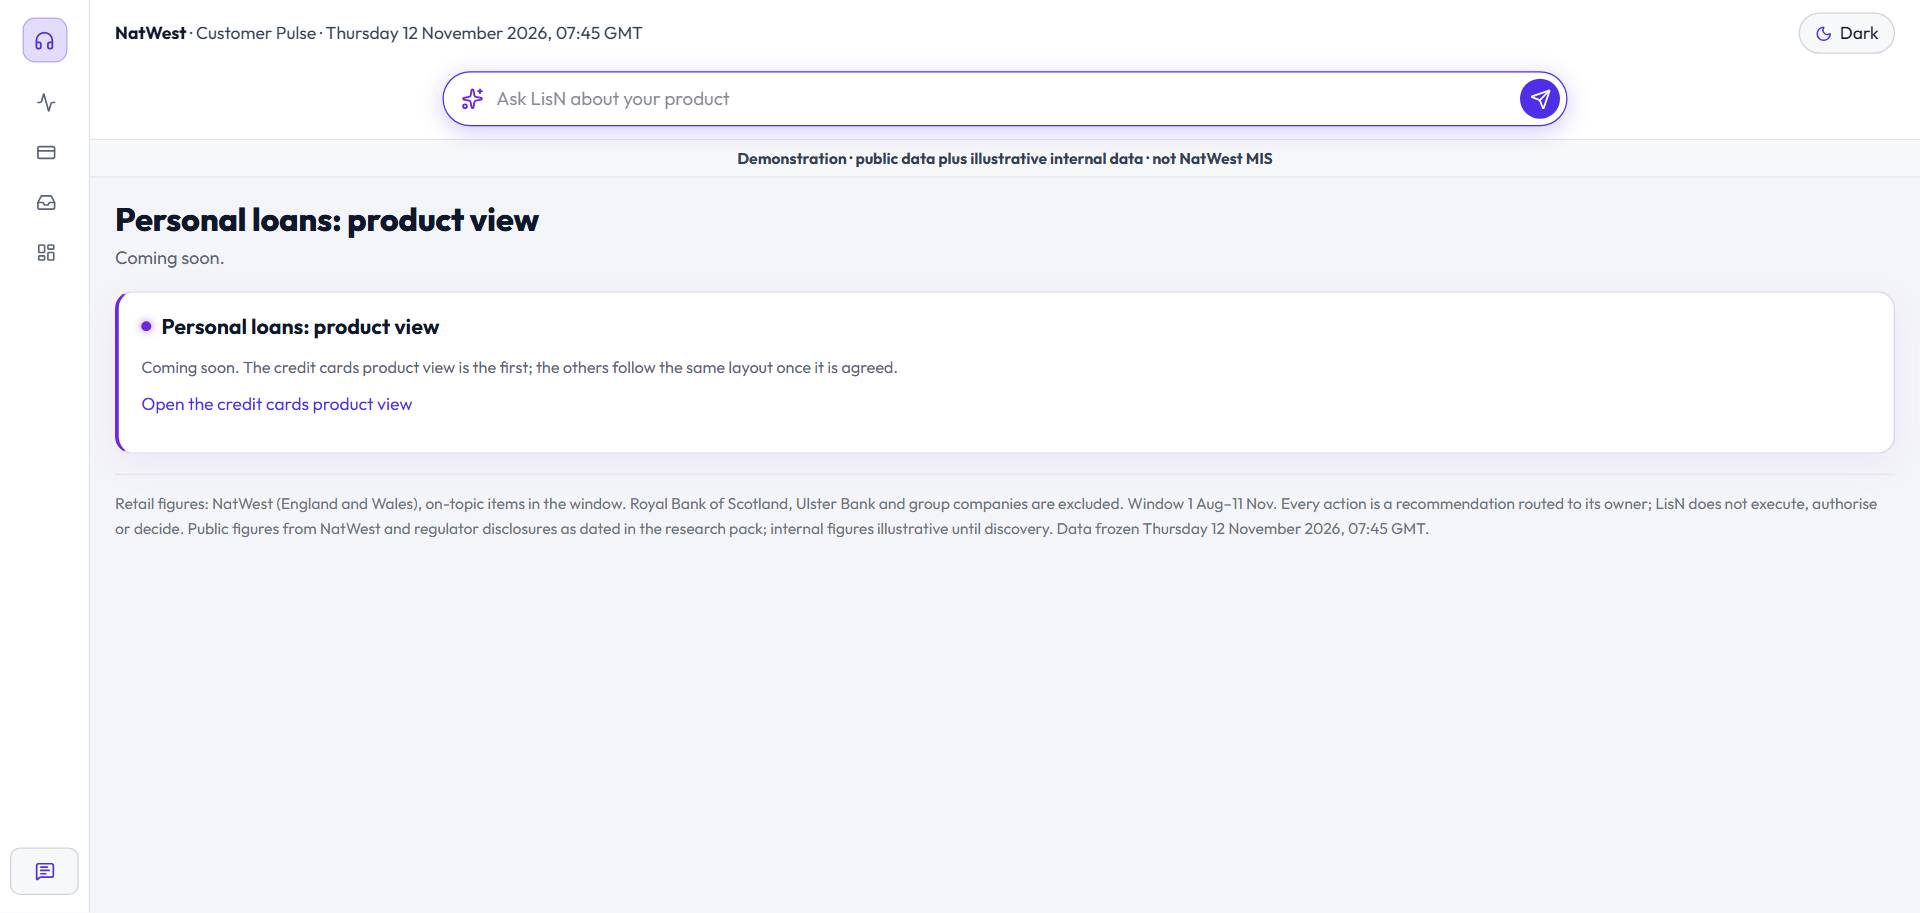 NatWest · Customer Pulse · Thursday 12 November 2026, 07:45 GMT
Dark
Ask LisN about your product
Demonstration · public data plus illustrative internal data · not NatWest MIS
Personal loans: product view
Coming soon.
Personal loans: product view
Coming soon. The credit cards product view is the first; the others follow the same layout once it is agreed.
Open the credit cards product view
Retail figures: NatWest (England and Wales), on-topic items in the window. Royal Bank of Scotland, Ulster Bank and group companies are excluded. Window 1 Aug–11 Nov. Every action is a recommendation routed to its owner; LisN does not execute, authorise
or decide. Public figures from NatWest and regulator disclosures as dated in the research pack; internal figures illustrative until discovery. Data frozen Thursday 12 November 2026, 07:45 GMT.